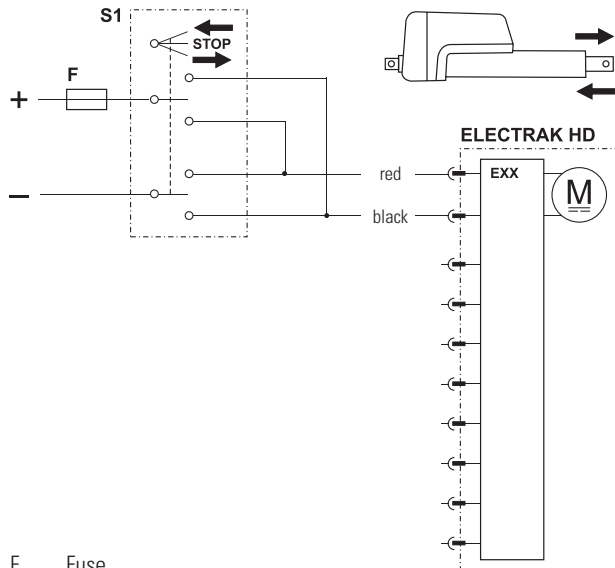 S1
STOP
F
+
ELECTRAK HD
red
EXX
M
–
black
F Fuse